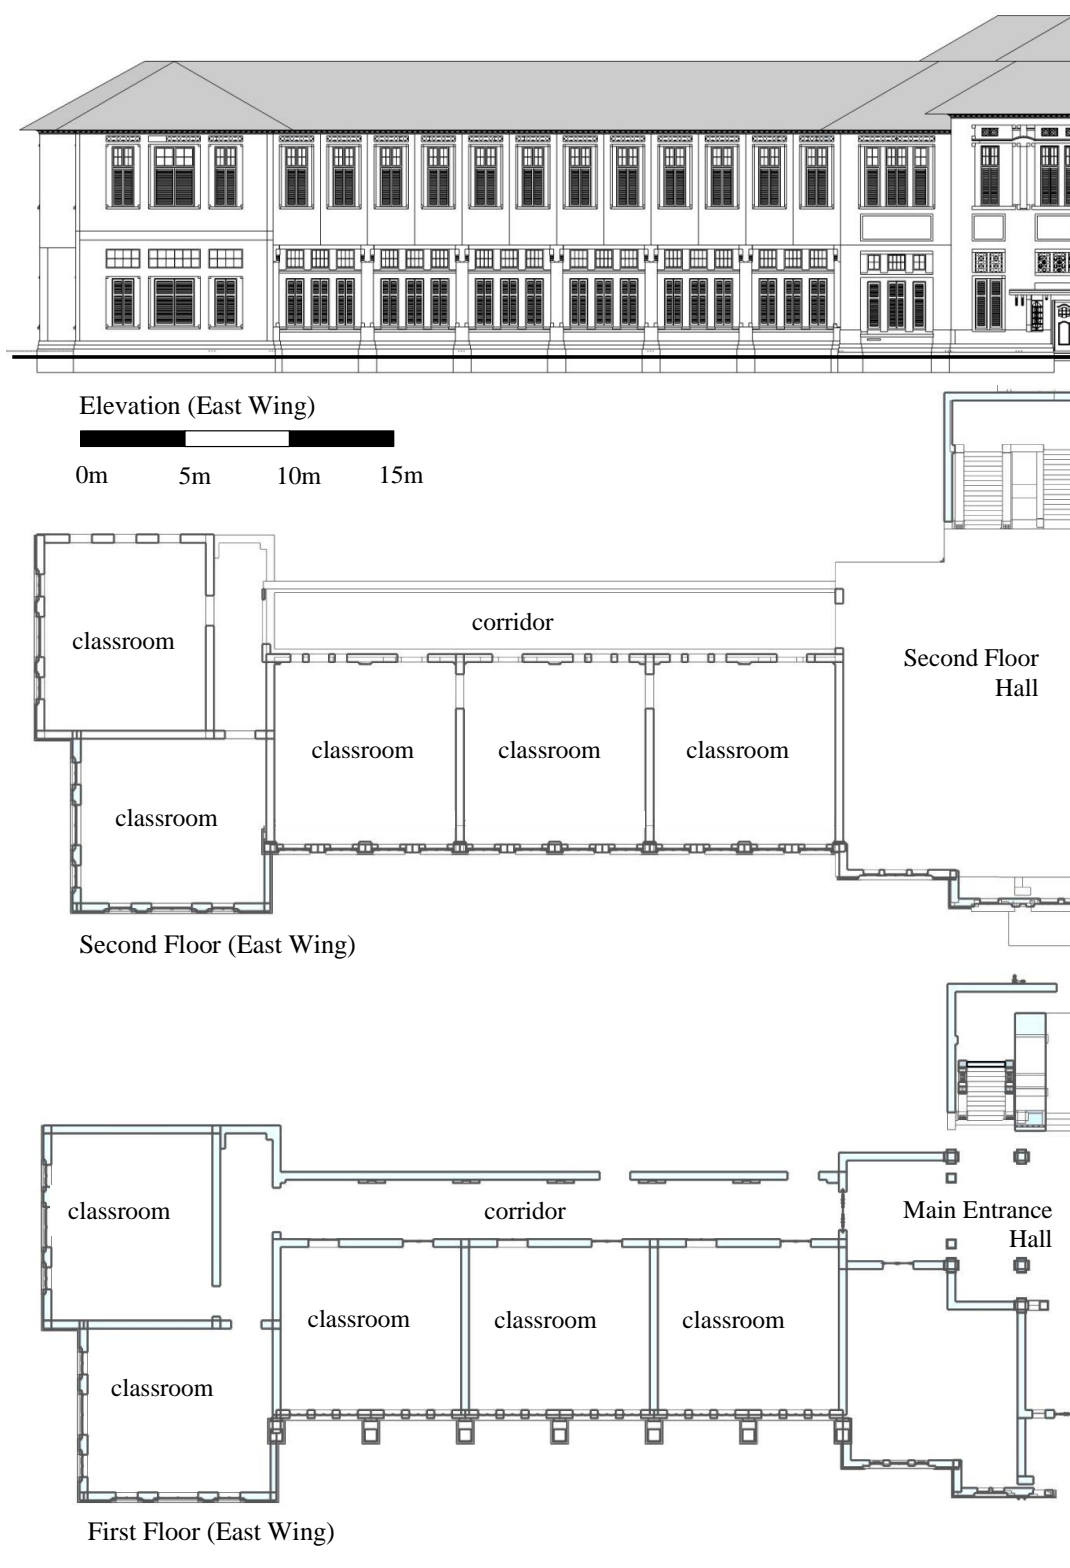 Elevation (East Wing)
0m 5m 10m 15m
classroom
corridor
Second Floor
Hall
classroom classroom classroom
classroom
Second Floor (East Wing)
classroom
corridor
Main Entrance
Hall
classroom classroom classroom
classroom
First Floor (East Wing)